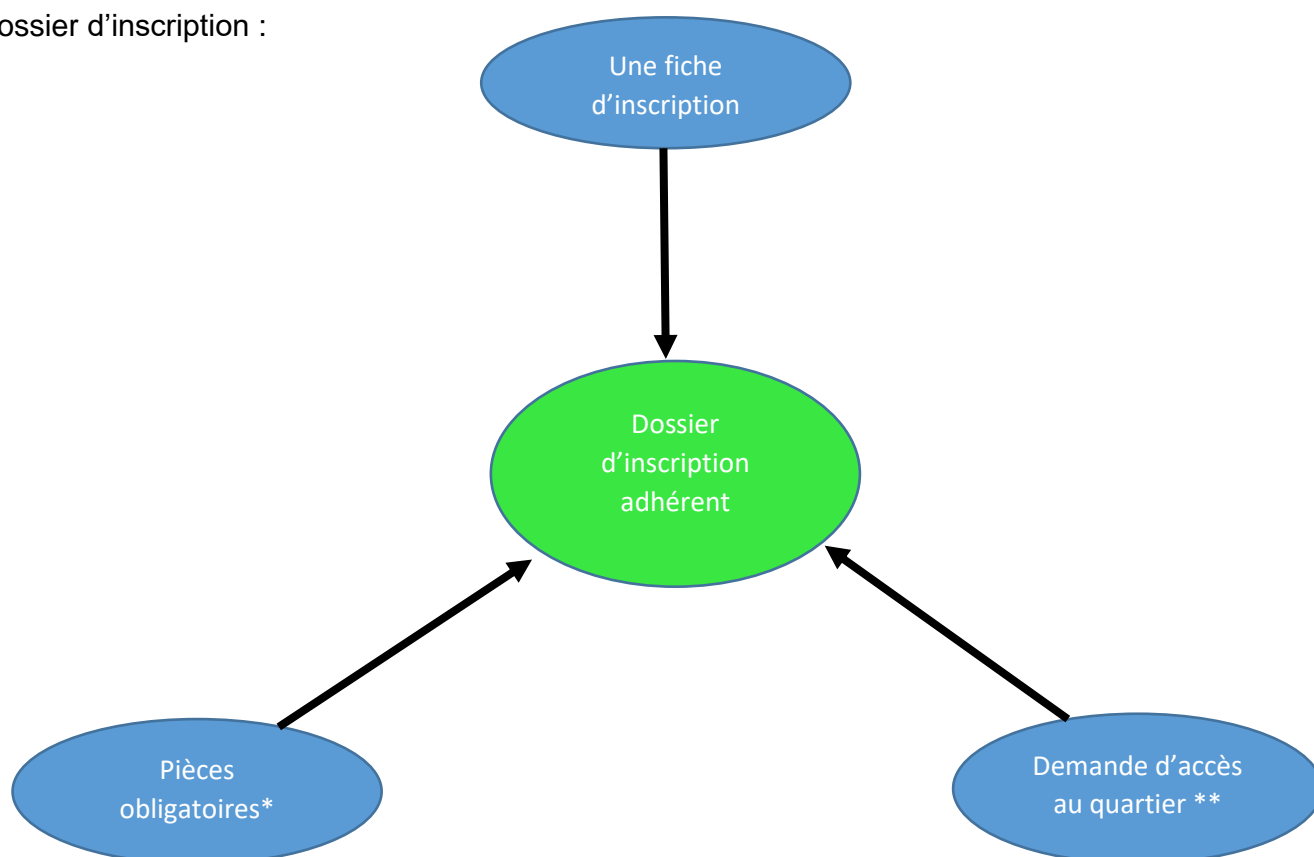 ossier d’inscription :
Une fiche
d’inscription
Dossier
d’inscription
adhérent
Pièces
obligatoires*
Demande d’accès
au quartier **